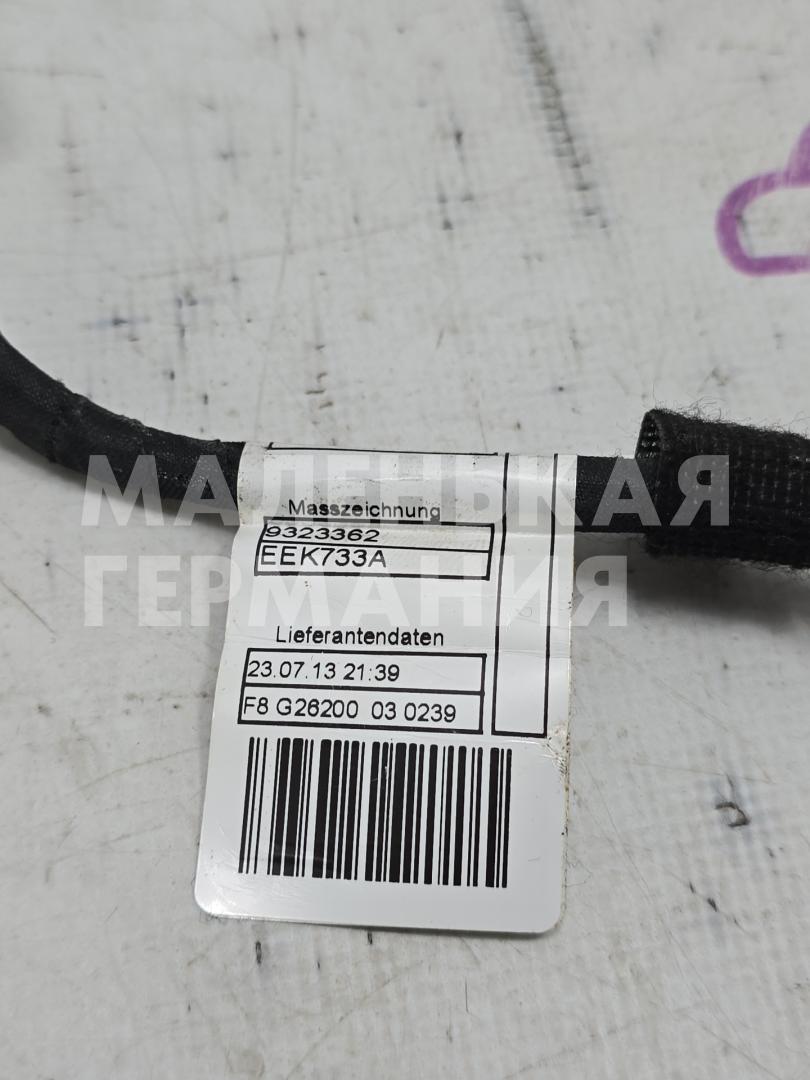 Masszeichnung
9323362
EEK733A
Lieferantendaten
23.07.13 21:39
F8 G26200 03 0239
МАЛЕНЬКАЯ
ГЕРМАНИЯ